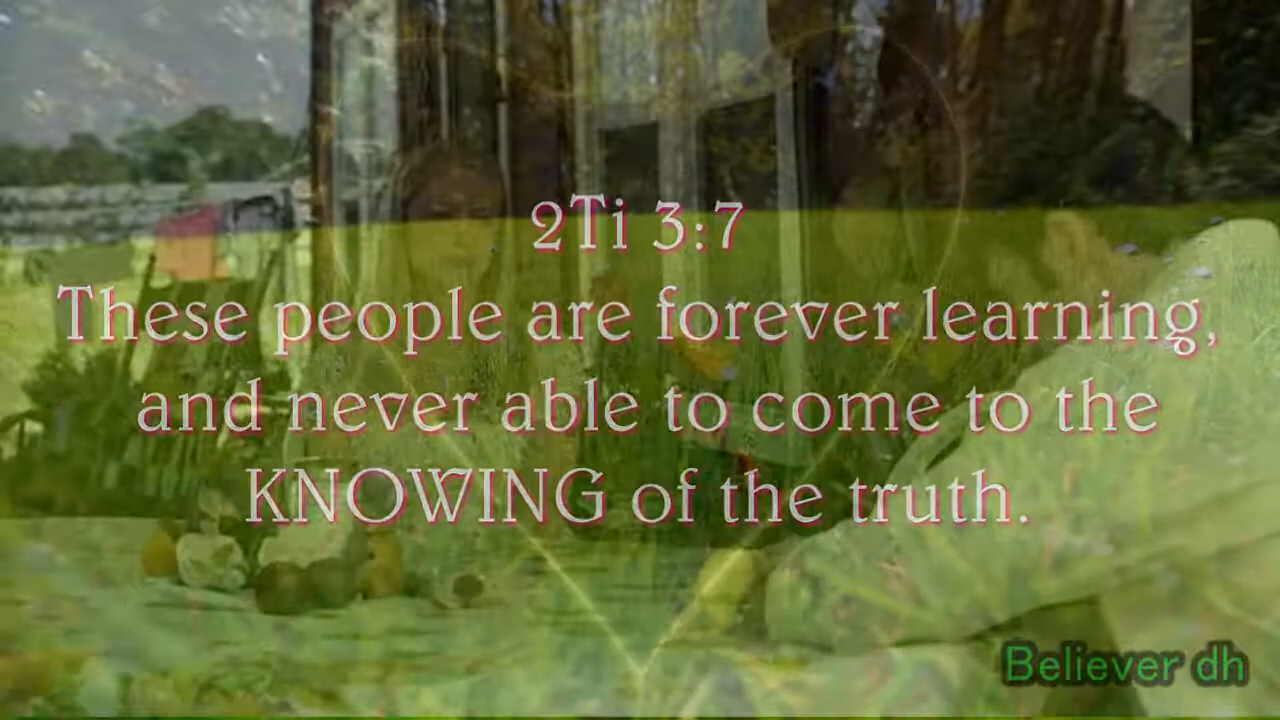 2Ti 3:7
These people are forever learning,
and never able to come to the
KNOWING of the truth.
Believer dh